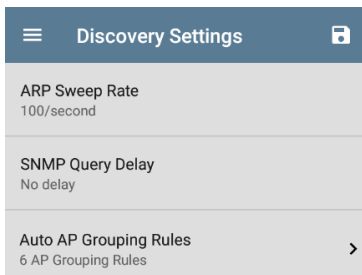 Discovery Settings
ARP Sweep Rate
100/second
SNMP Query Delay
No delay
Auto AP Grouping Rules
6 AP Grouping Rules